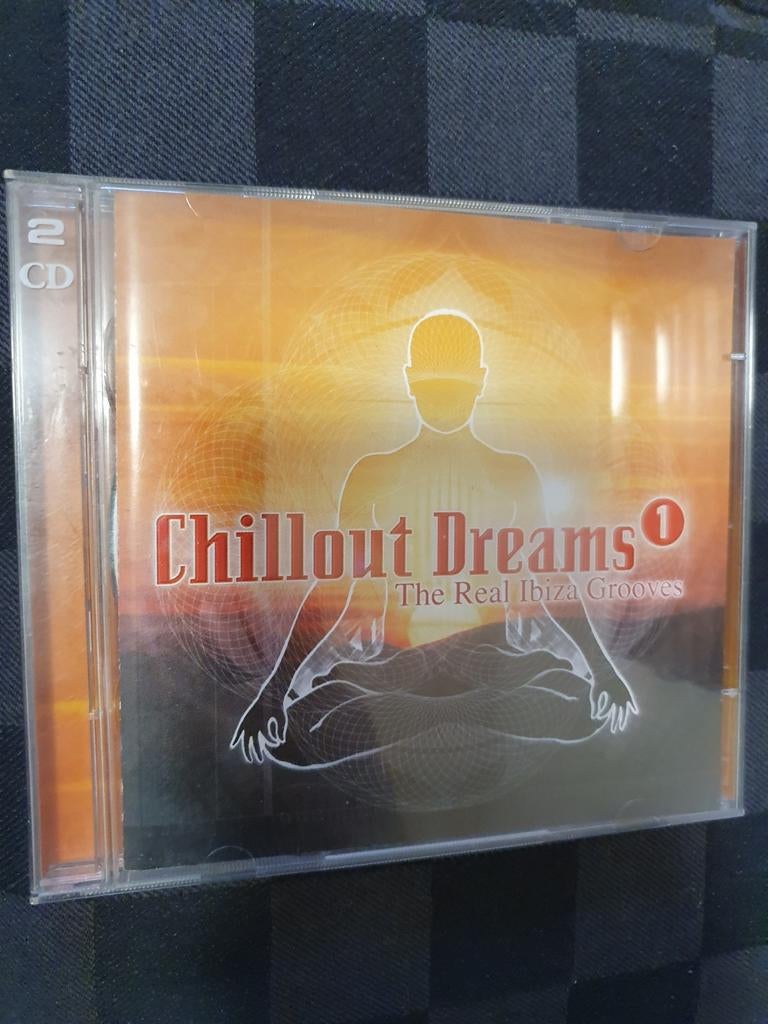 2
CD
Chillout Dreams 1
The Real Ibiza Grooves